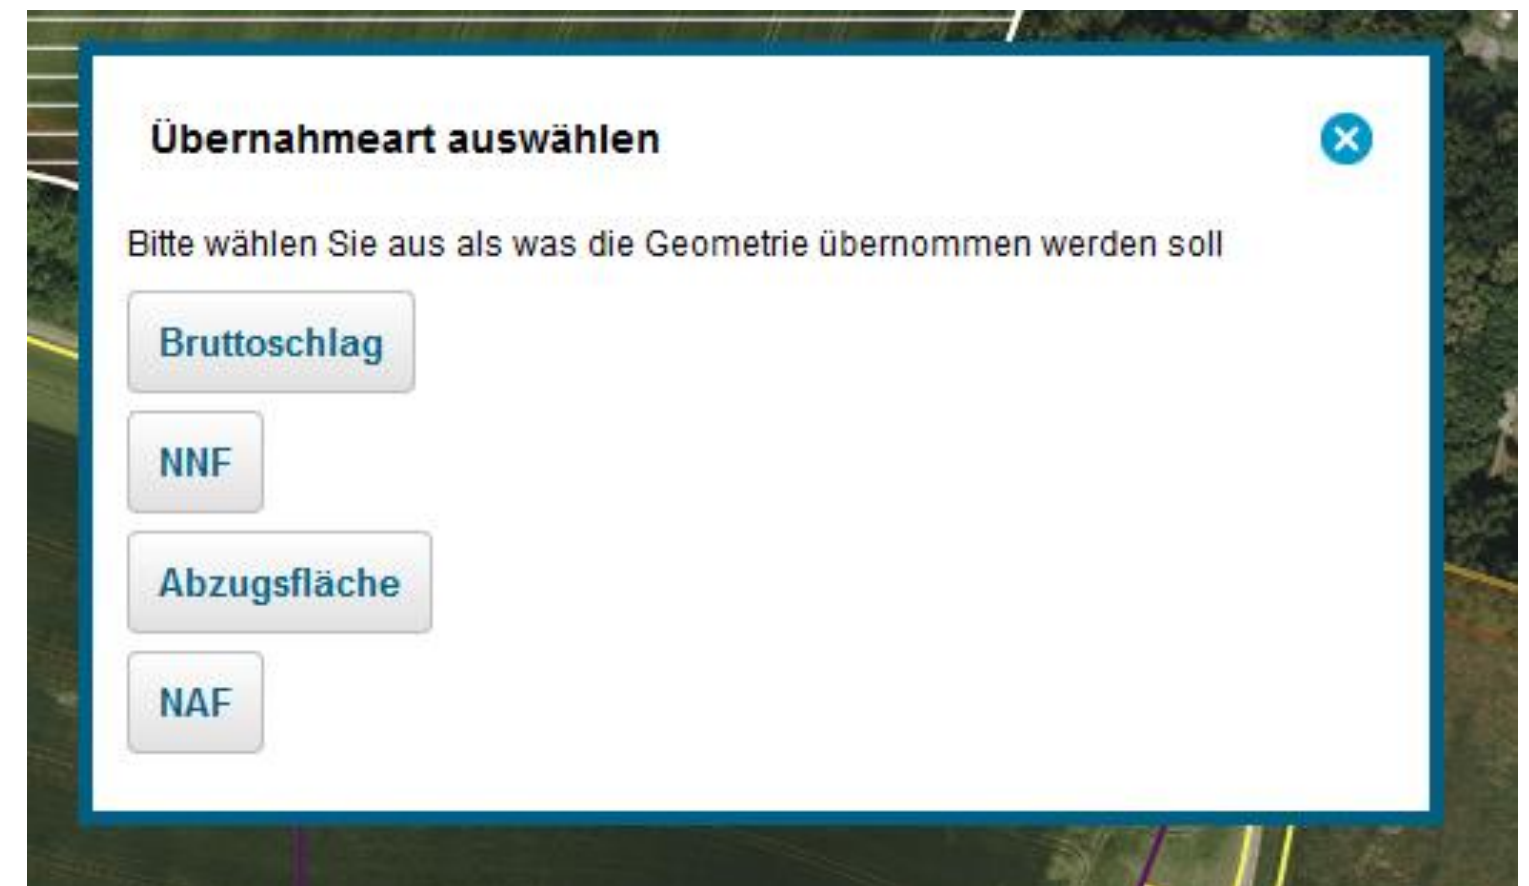 Übernahmeart auswählen
Bitte wählen Sie aus als was die Geometrie übernommen werden soll
Bruttoschlag
NNF
Abzugsfläche
NAF